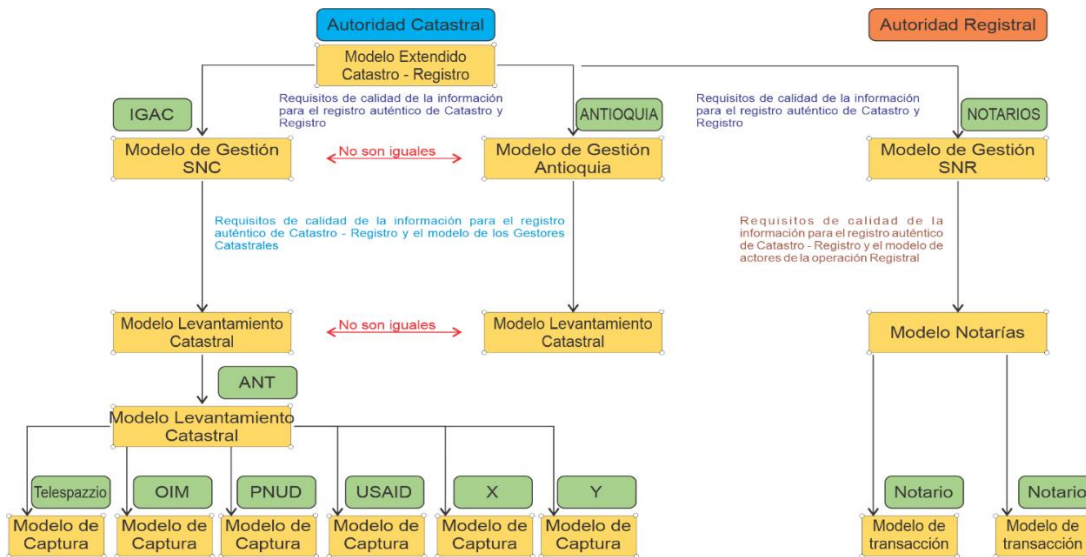 Autoridad Catastral
Autoridad Registral
Modelo Extendido
Catastro - Registro
Requisitos de calidad de la información
para el registro auténtico de Catastro y
Registro
Requisitos de calidad de la información
para el registro auténtico de Catastro y
Registro
IGAC
ANTIOQUIA
NOTARIOS
Modelo de Gestión
SNC
No son iguales
Modelo de Gestión
Antioquia
Modelo de Gestión
SNR
Requisitos de calidad de la información para el registro
auténtico de Catastro - Registro y el modelo de los Gestores
Catastrales
Requisitos de calidad de la
información para el registro auténtico
de Catastro - Registro y el modelo de
actores de la operación Registral
Modelo Levantamiento
Catastral
No son iguales
Modelo Levantamiento
Catastral
Modelo Notarías
ANT
Modelo Levantamiento
Catastral
Telespazzio
OIM
PNUD
USAID
X
Y
Notario
Notario
Modelo de
Captura
Modelo de
Captura
Modelo de
Captura
Modelo de
Captura
Modelo de
Captura
Modelo de
Captura
Modelo de
transacción
Modelo de
transacción